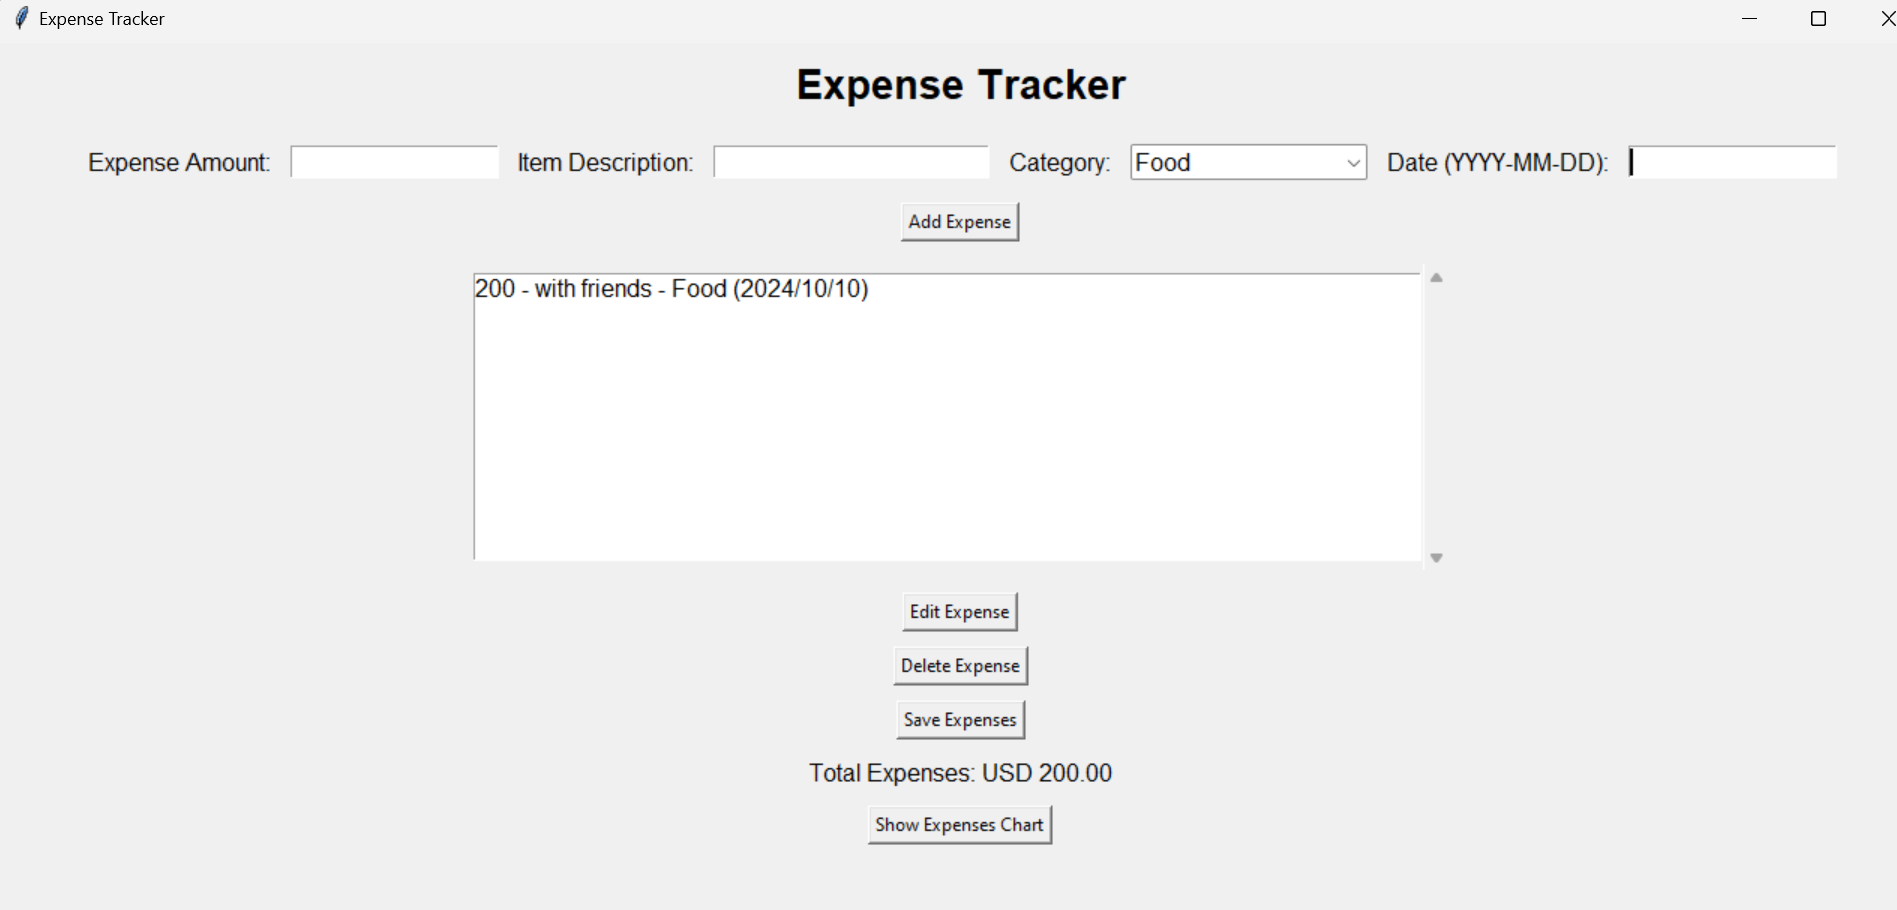 Expense Tracker
Expense Tracker
Expense Amount: Item Description: Category: Food Date (YYYY-MM-DD):
Add Expense
200 - with friends - Food (2024/10/10)
Edit Expense
Delete Expense
Save Expenses
Total Expenses: USD 200.00
Show Expenses Chart